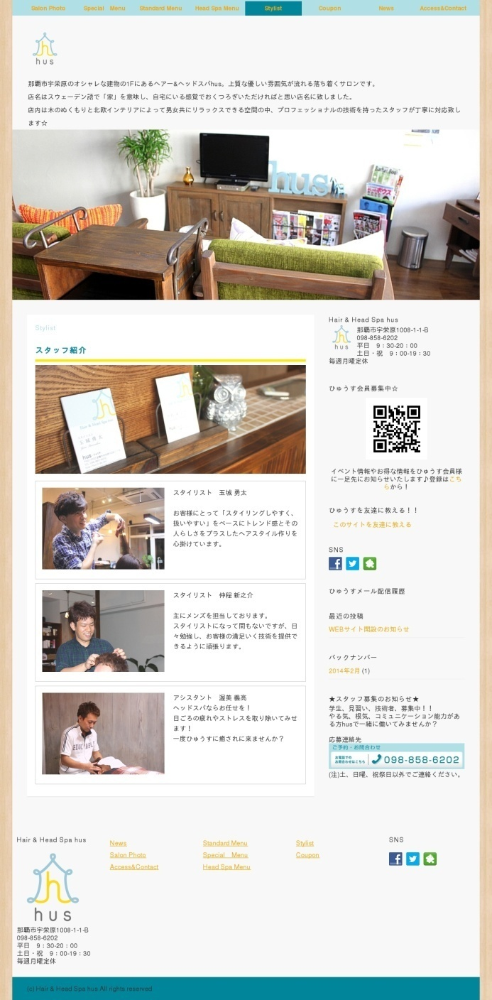 Salon Photo
Special Menu
Standard Menu
Head Spa Menu
Stylist
Coupon
News
Access&Contact
hus
那覇市宇栄原のオシャレな建物の1Fにあるヘアー&ヘッドスパhus。上質な優しい雰囲気が流れる落ち着くサロンです。
店名はスウェーデン語で「家」を意味し、自宅にいる感覚でおくつろぎいただければと思い店名に致しました。
店内は木のぬくもりと北欧インテリアによって男女共にリラックスできる空間の中、プロフェッショナルの技術を持ったスタッフが丁寧に対応致し
ます☆
hus
Stylist
スタッフ紹介
Hair & Head Spa hus
玉城 勇太
hus
スタイリスト　玉城 勇太
お客様にとって「スタイリングしやすく、
扱いやすい」をベースにトレンド感とその
人らしさをプラスしたヘアスタイル作りを
心掛けています。
スタイリスト　仲程 新之介
主にメンズを担当しております。
スタイリストになって間もないですが、日
々勉強し、お客様の満足いく技術を提供で
きるように頑張ります。
アシスタント　渥美 義高
ヘッドスパならお任せを！
日ごろの疲れやストレスを取り除いてみせ
ます！
一度ひゅうすに癒されに来ませんか？
Hair & Head Spa hus
hus
那覇市宇栄原1008-1-1-B
098-858-6202
平日　9：30-20：00
土日・祝　9：00-19：30
毎週月曜定休
ひゅうす会員募集中☆
イベント情報やお得な情報をひゅうす会員様
に一足先にお知らせいたします♪登録はこち
らから！
ひゅうすを友達に教える！！
このサイトを友達に教える
SNS
ひゅうすメール配信履歴
最近の投稿
WEBサイト開設のお知らせ
バックナンバー
2014年2月 (1)
★スタッフ募集のお知らせ★
学生、見習い、技術者、募集中！！
やる気、根気、コミュニケーション能力があ
る方husで一緒に働いてみませんか？
応募連絡先
ご予約・お問合わせ
お電話での
お問合わせはこちら
098-858-6202
(注)土、日曜、祝祭日以外でご連絡ください。
Hair & Head Spa hus
hus
那覇市宇栄原1008-1-1-B
098-858-6202
平日　9：30-20：00
土日・祝　9：00-19：30
毎週月曜定休
News
Salon Photo
Access&Contact
Standard Menu
Special　Menu
Head Spa Menu
Stylist
Coupon
SNS
(c) Hair & Head Spa hus All rights reserved